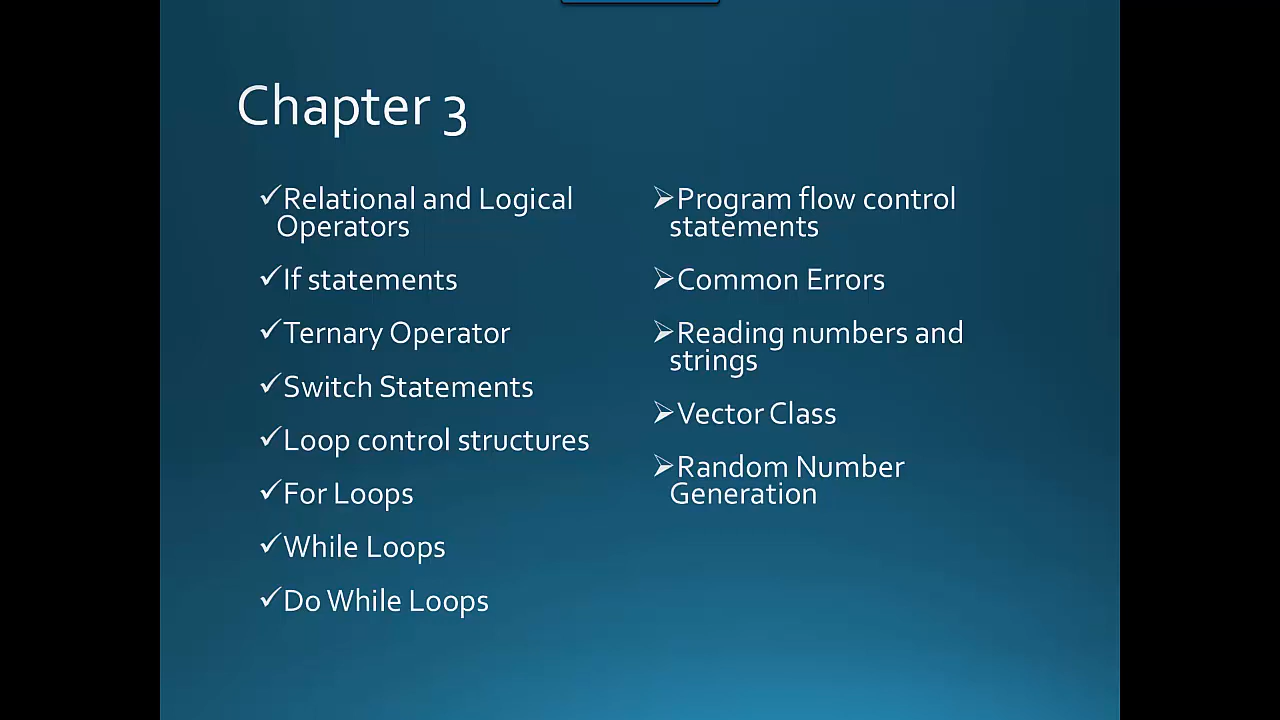 Chapter 3
✓Relational and Logical
Operators
✓If statements
✓Ternary Operator
✓Switch Statements
✓Loop control structures
✓For Loops
✓While Loops
✓Do While Loops
➢Program flow control
statements
➢Common Errors
➢Reading numbers and
strings
➢Vector Class
➢Random Number
Generation